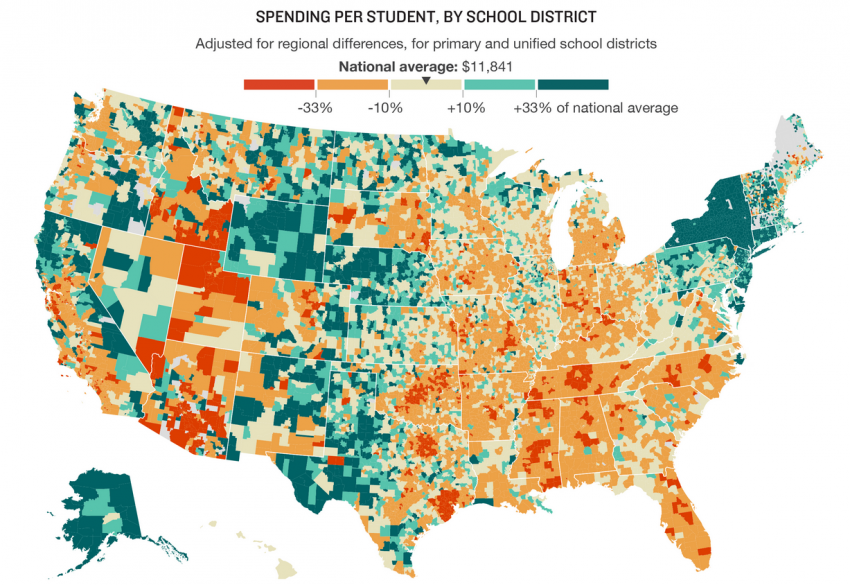 SPENDING PER STUDENT, BY SCHOOL DISTRICT
Adjusted for regional differences, for primary and unified school districts
National average: $11,841
-33% -10% +10% +33% of national average